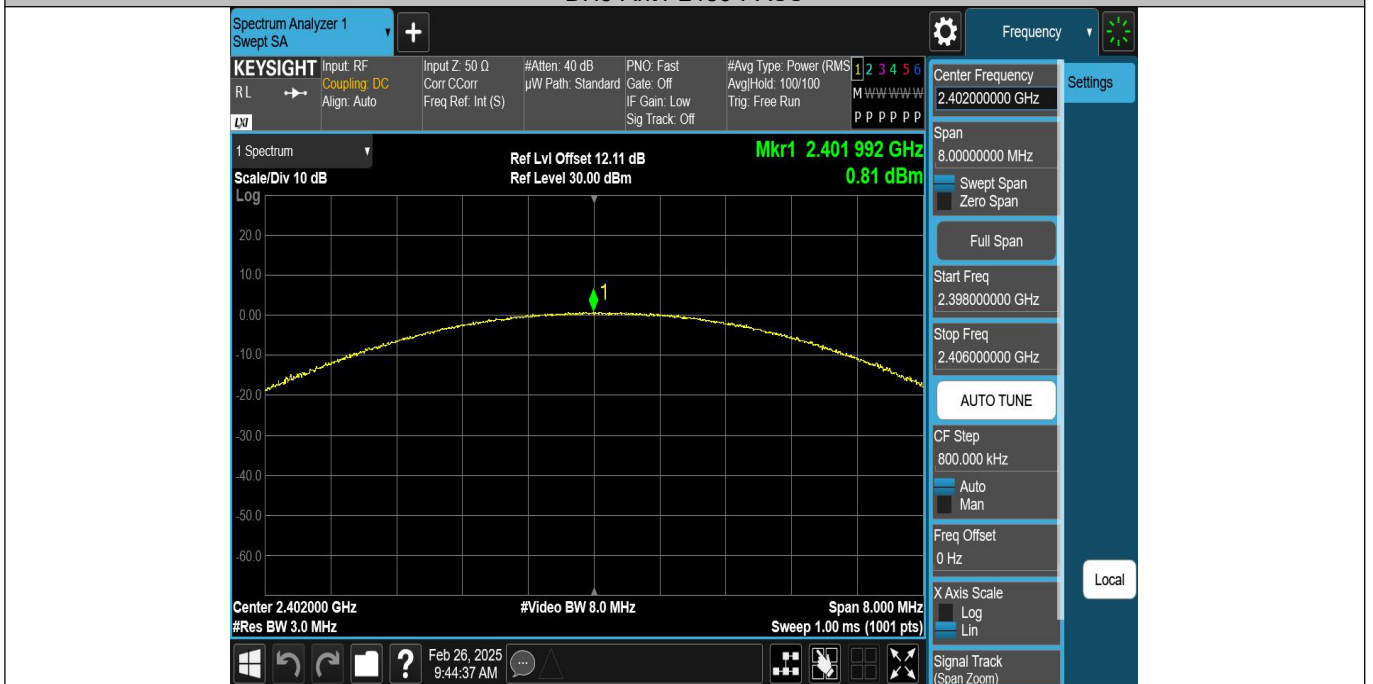 Spectrum Analyzer 1
Swept SA
Frequency
KEYSIGHT
RL
LXI
Input: RF
Coupling: DC
Align: Auto
Input Z: 50 Ω
Corr CCorr
Freq Ref: Int (S)
#Atten: 40 dB
µW Path: Standard
PNO: Fast
Gate: Off
IF Gain: Low
Sig Track: Off
#Avg Type: Power (RMS
Avg|Hold: 100/100
Trig: Free Run
1 2 3 4 5 6
M W W W W W
P P P P P P
1 Spectrum
Scale/Div 10 dB
Log
Ref Lvl Offset 12.11 dB
Ref Level 30.00 dBm
Mkr1 2.401 992 GHz
0.81 dBm
1
20.0
10.0
0.00
-10.0
-20.0
-30.0
-40.0
-50.0
-60.0
Center 2.402000 GHz
#Res BW 3.0 MHz
#Video BW 8.0 MHz
Span 8.000 MHz
Sweep 1.00 ms (1001 pts)
Center Frequency
2.402000000 GHz
Settings
Span
8.00000000 MHz
Swept Span
Zero Span
Full Span
Start Freq
2.398000000 GHz
Stop Freq
2.406000000 GHz
AUTO TUNE
CF Step
800.000 kHz
Auto
Man
Freq Offset
0 Hz
Local
X Axis Scale
Log
Lin
Signal Track
(Span Zoom)
?
Feb 26, 2025
9:44:37 AM